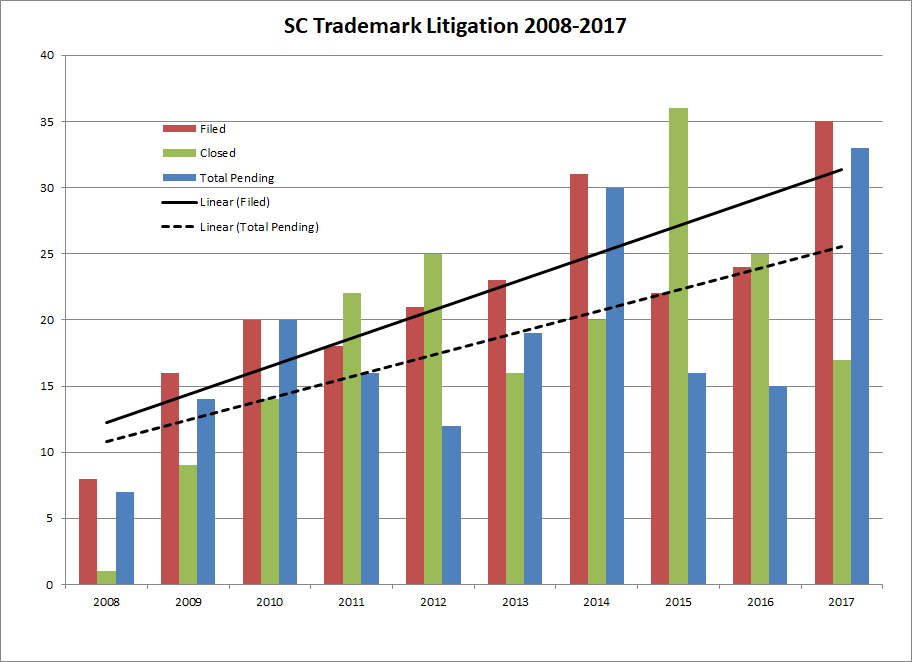 SC Trademark Litigation 2008-2017
40
35
30
25
20
15
10
5
0
Filed
Closed
Total Pending
Linear (Filed)
Linear (Total Pending)
2008 2009 2010 2011 2012 2013 2014 2015 2016 2017